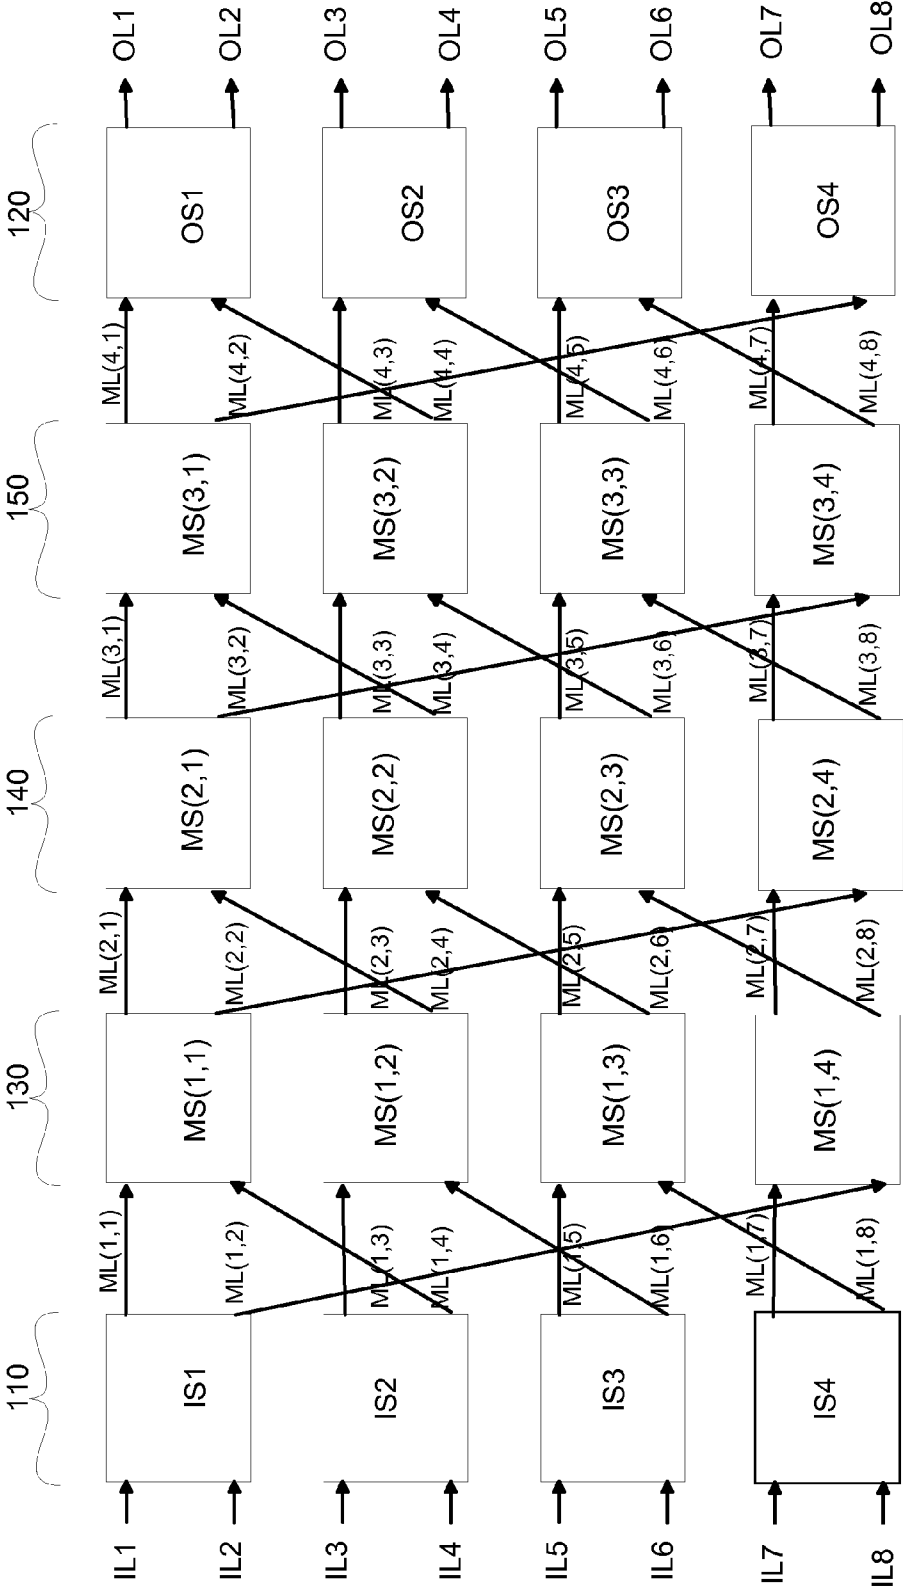 110
130
140
150
120
IL1
IS1
ML(1,1)
MS(1,1)
ML(2,1)
MS(2,1)
ML(3,1)
MS(3,1)
ML(4,1)
OS1
OL1
IL2
ML(1,2)
ML(2,2)
ML(3,2)
ML(4,2)
OL2
IL3
IS2
ML(1,3)
MS(1,2)
ML(2,3)
MS(2,2)
ML(3,3)
MS(3,2)
ML(4,3)
OS2
OL3
IL4
ML(1,4)
ML(2,4)
ML(3,4)
ML(4,4)
OL4
IL5
IS3
ML(1,5)
MS(1,3)
ML(2,5)
MS(2,3)
ML(3,5)
MS(3,3)
ML(4,5)
OS3
OL5
IL6
ML(1,6)
ML(2,6)
ML(3,6)
ML(4,6)
OL6
IL7
IS4
ML(1,7)
MS(1,4)
ML(2,7)
MS(2,4)
ML(3,7)
MS(3,4)
ML(4,7)
OS4
OL7
IL8
ML(1,8)
ML(2,8)
ML(3,8)
ML(4,8)
OL8